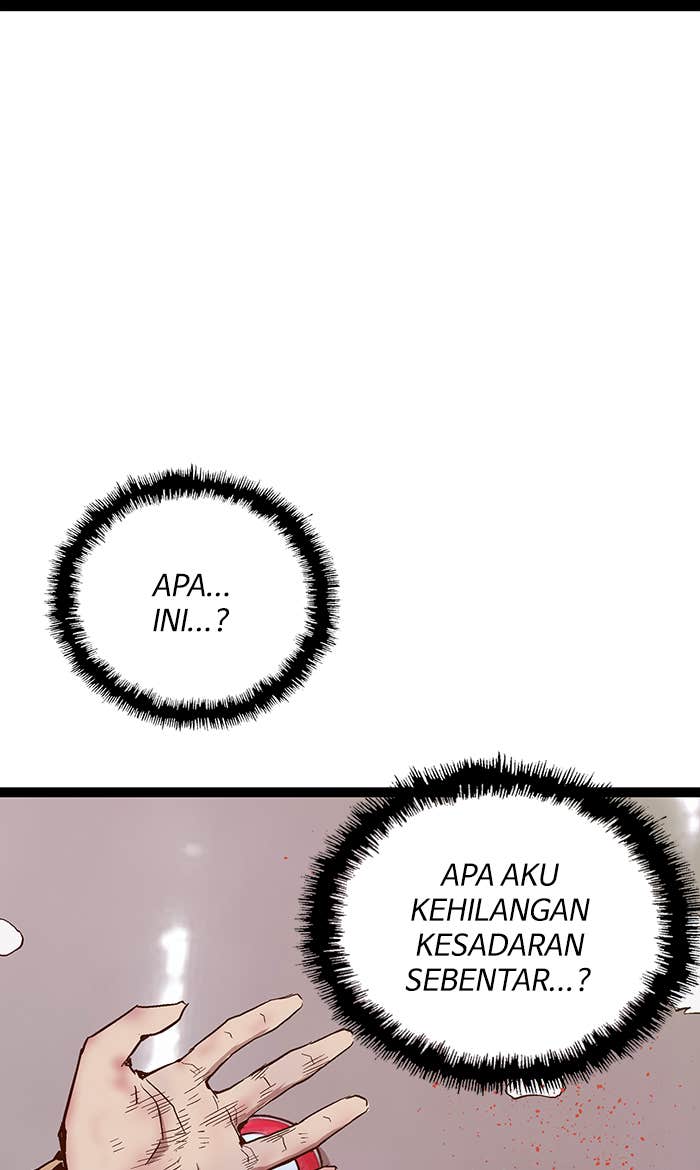 APA...
INI...?
APA AKU
KEHILANGAN
KESADARAN
SEBENTAR...?